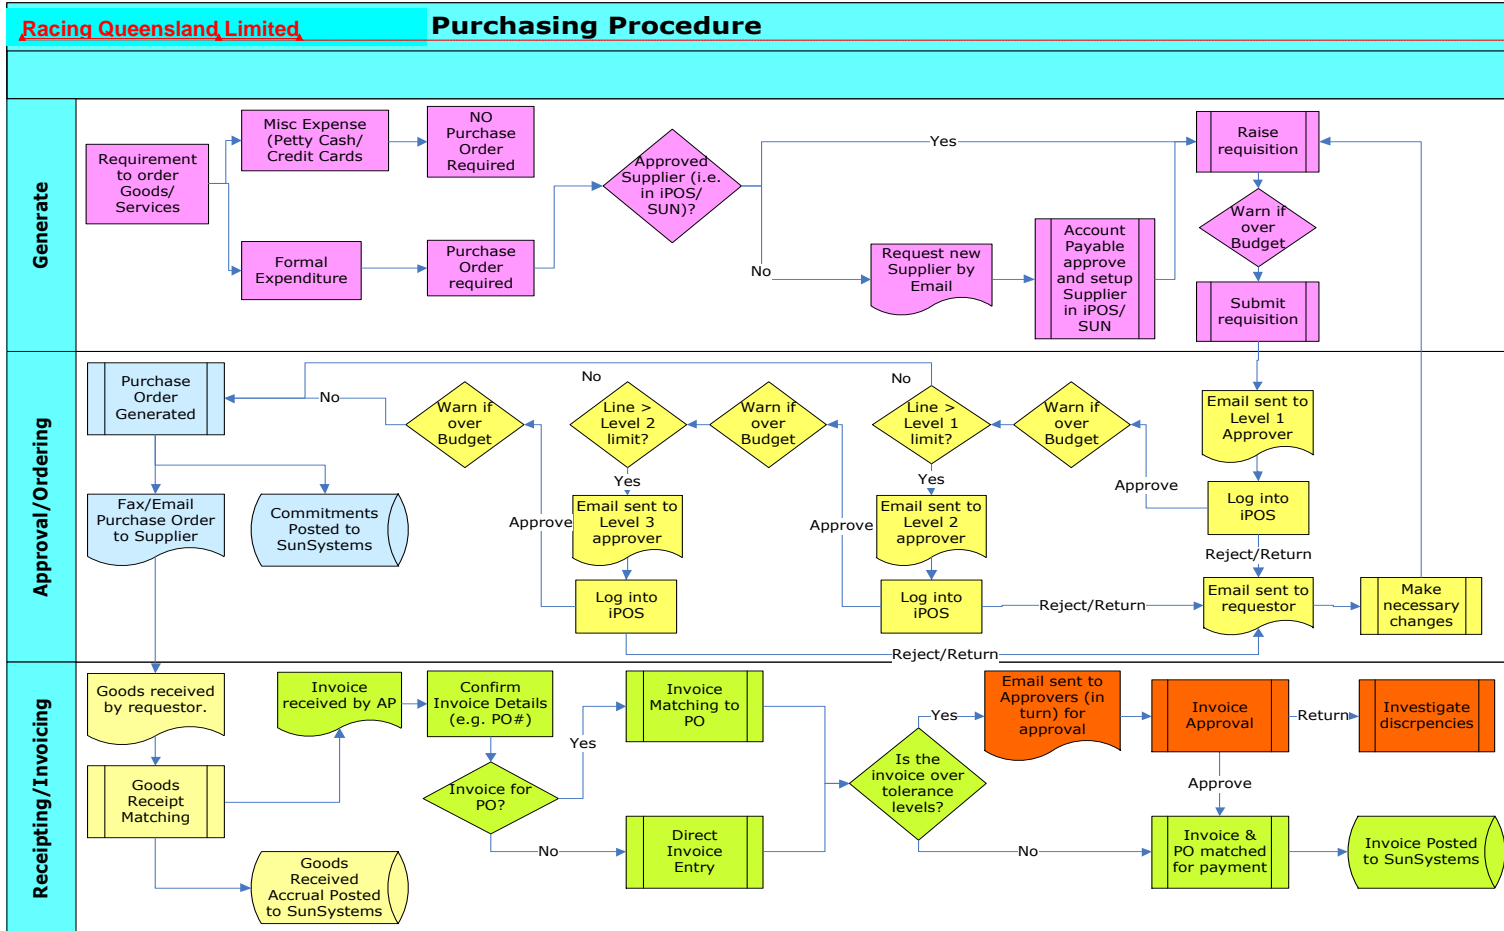 Racing Queensland Limited
Purchasing Procedure
Generate
Requirement
to order
Goods/
Services
Misc Expense
(Petty Cash/
Credit Cards
NO
Purchase
Order
Required
Formal
Expenditure
Purchase
Order
required
Approved
Supplier (i.e.
in iPOS/
SUN)?
Yes
No
Request new
Supplier by
Email
Account
Payable
approve
and setup
Supplier
in iPOS/
SUN
Raise
requisition
Warn if
over
Budget
Submit
requisition
Approval/Ordering
Purchase
Order
Generated
No
Warn if
over
Budget
No
Line >
Level 2
limit?
Warn if
over
Budget
No
Line >
Level 1
limit?
Warn if
over
Budget
Email sent to
Level 1
Approver
Yes
Yes
Approve
Log into
iPOS
Fax/Email
Purchase Order
to Supplier
Commitments
Posted to
SunSystems
Approve
Email sent to
Level 3
approver
Approve
Email sent to
Level 2
approver
Reject/Return
Log into
iPOS
Log into
iPOS
Reject/Return
Email sent to
requestor
Make
necessary
changes
Reject/Return
Receipting/Invoicing
Goods received
by requestor.
Invoice
received by AP
Confirm
Invoice Details
(e.g. PO#)
Invoice
Matching to
PO
Yes
Email sent to
Approvers (in
turn) for
approval
Invoice
Approval
Return
Investigate
discrpencies
Yes
Goods
Receipt
Matching
Invoice for
PO?
Is the
invoice over
tolerance
levels?
Approve
No
Direct
Invoice
Entry
No
Invoice &
PO matched
for payment
Invoice Posted
to SunSystems
Goods
Received
Accrual Posted
to SunSystems